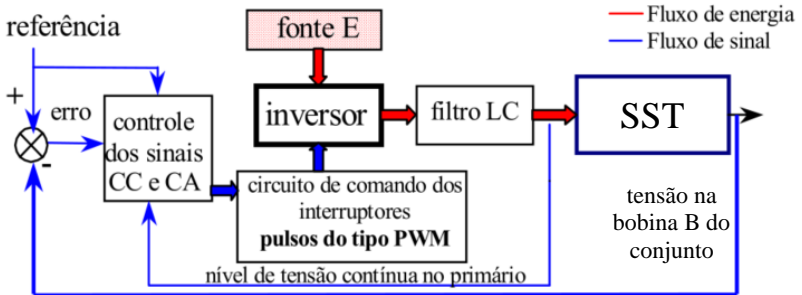 referência
fonte E
Fluxo de energia
Fluxo de sinal
+
erro
-
controle
dos sinais
CC e CA
inversor
filtro LC
SST
circuito de comando dos
interruptores
pulsos do tipo PWM
tensão na
bobina B do
conjunto
nível de tensão contínua no primário